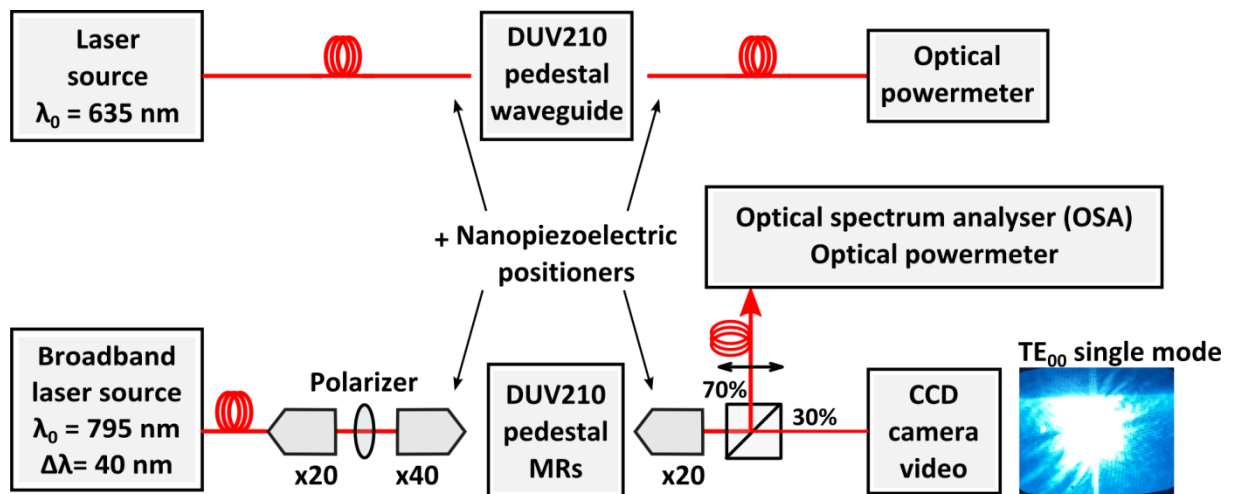 Laser
source
λ₀ = 635 nm
DUV210
pedestal
waveguide
Optical
powermeter
+ Nanopiezoelectric
positioners
Optical spectrum analyser (OSA)
Optical powermeter
Broadband
laser source
λ₀ = 795 nm
Δλ= 40 nm
Polarizer
x20
x40
DUV210
pedestal
MRs
x20
70%
30%
CCD
camera
video
TE₀₀ single mode